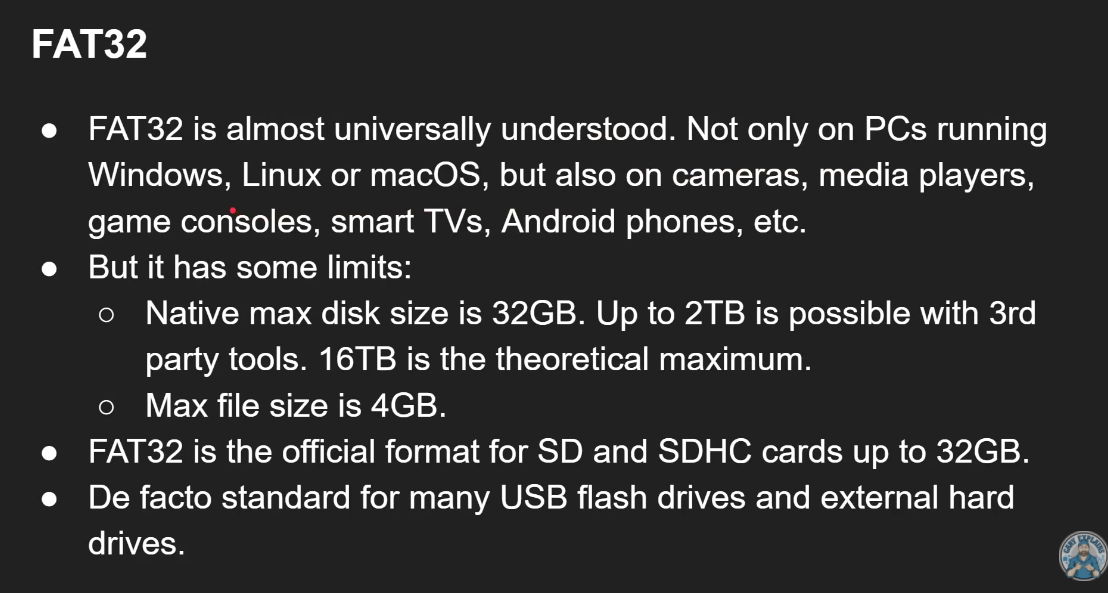 FAT32
● FAT32 is almost universally understood. Not only on PCs running
Windows, Linux or macOS, but also on cameras, media players,
game consoles, smart TVs, Android phones, etc.
● But it has some limits:
○ Native max disk size is 32GB. Up to 2TB is possible with 3rd
party tools. 16TB is the theoretical maximum.
○ Max file size is 4GB.
● FAT32 is the official format for SD and SDHC cards up to 32GB.
● De facto standard for many USB flash drives and external hard
drives.
GARY EXPLAINS